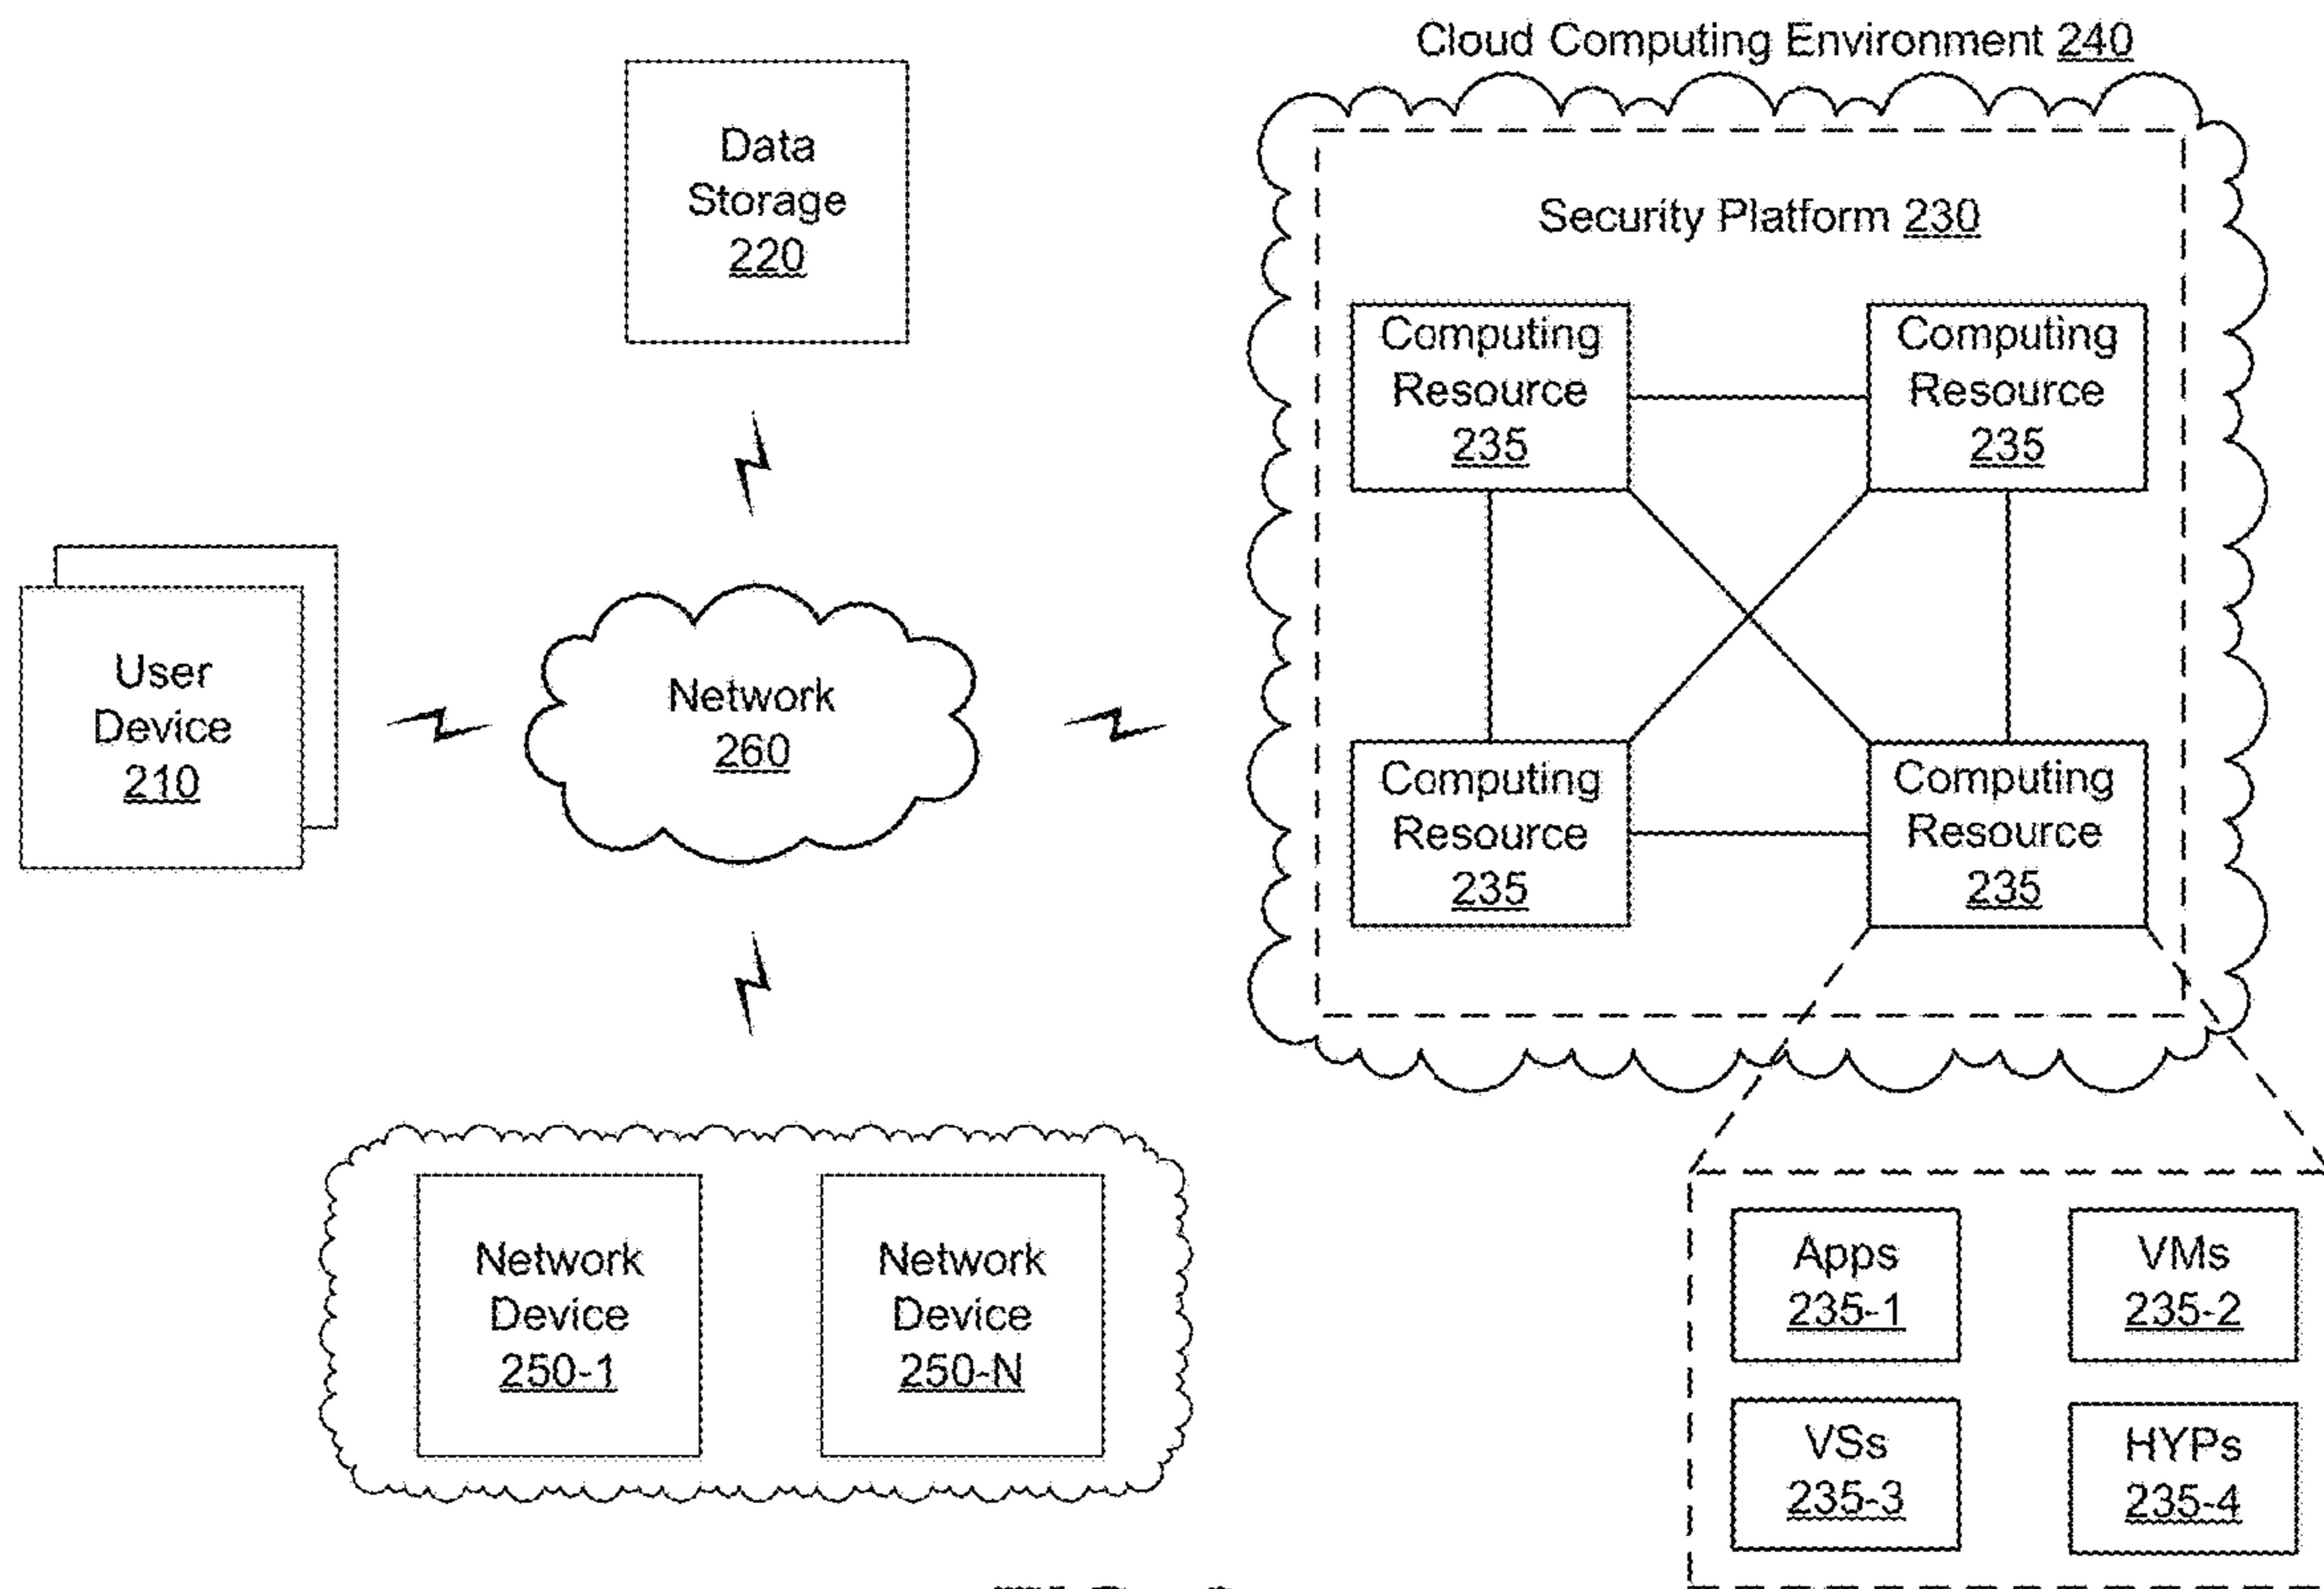 Cloud Computing Environment 240
Data
Storage
220
Security Platform 230
Computing
Resource
235
Computing
Resource
235
User
Device
210
Network
260
Computing
Resource
235
Computing
Resource
235
Network
Device
250-1
Network
Device
250-N
Apps
235-1
VMs
235-2
VSs
235-3
HYPs
235-4